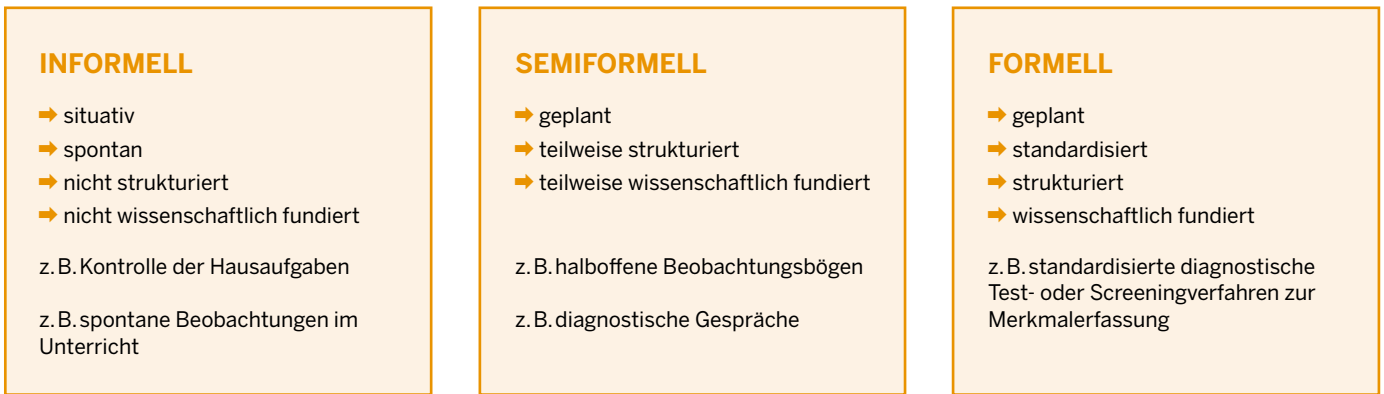 INFORMELL
➡ situativ
➡ spontan
➡ nicht strukturiert
➡ nicht wissenschaftlich fundiert
z. B. Kontrolle der Hausaufgaben
z. B. spontane Beobachtungen im
Unterricht
SEMIFORMELL
➡ geplant
➡ teilweise strukturiert
➡ teilweise wissenschaftlich fundiert
z. B. halboffene Beobachtungsbögen
z. B. diagnostische Gespräche
FORMELL
➡ geplant
➡ standardisiert
➡ strukturiert
➡ wissenschaftlich fundiert
z. B. standardisierte diagnostische
Test- oder Screeningverfahren zur
Merkmalerfassung